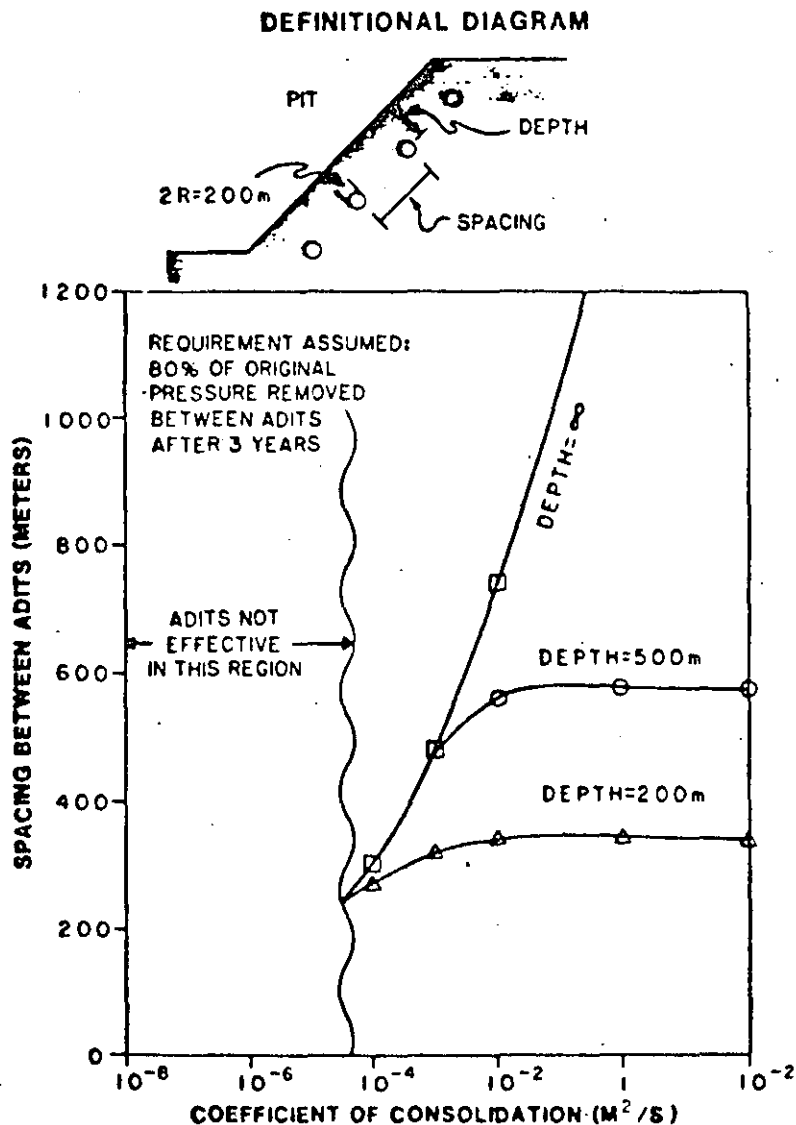 DEFINITIONAL DIAGRAM
PIT
DEPTH
2R=200m
SPACING
1200
1000
800
600
400
200
0
SPACING BETWEEN ADITS (METERS)
REQUIREMENT ASSUMED:
80% OF ORIGINAL
PRESSURE REMOVED
BETWEEN ADITS
AFTER 3 YEARS
ADITS NOT
EFFECTIVE
IN THIS REGION
DEPTH=∞
DEPTH=500m
DEPTH=200m
10⁻⁸ 10⁻⁶ 10⁻⁴ 10⁻² 1 10⁻²
COEFFICIENT OF CONSOLIDATION (M²/S)